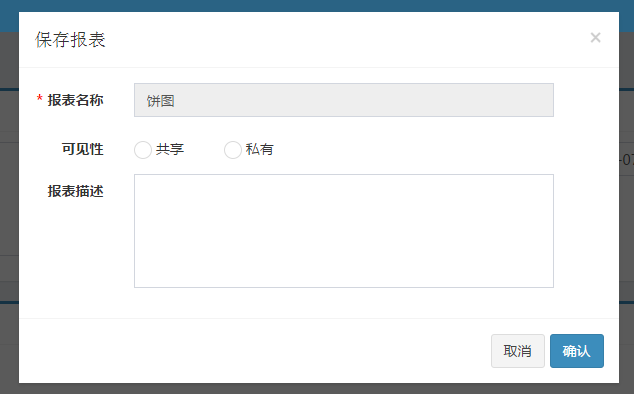 保存报表 ×
* 报表名称 饼图
可见性 共享 私有
-07
报表描述
取消 确认